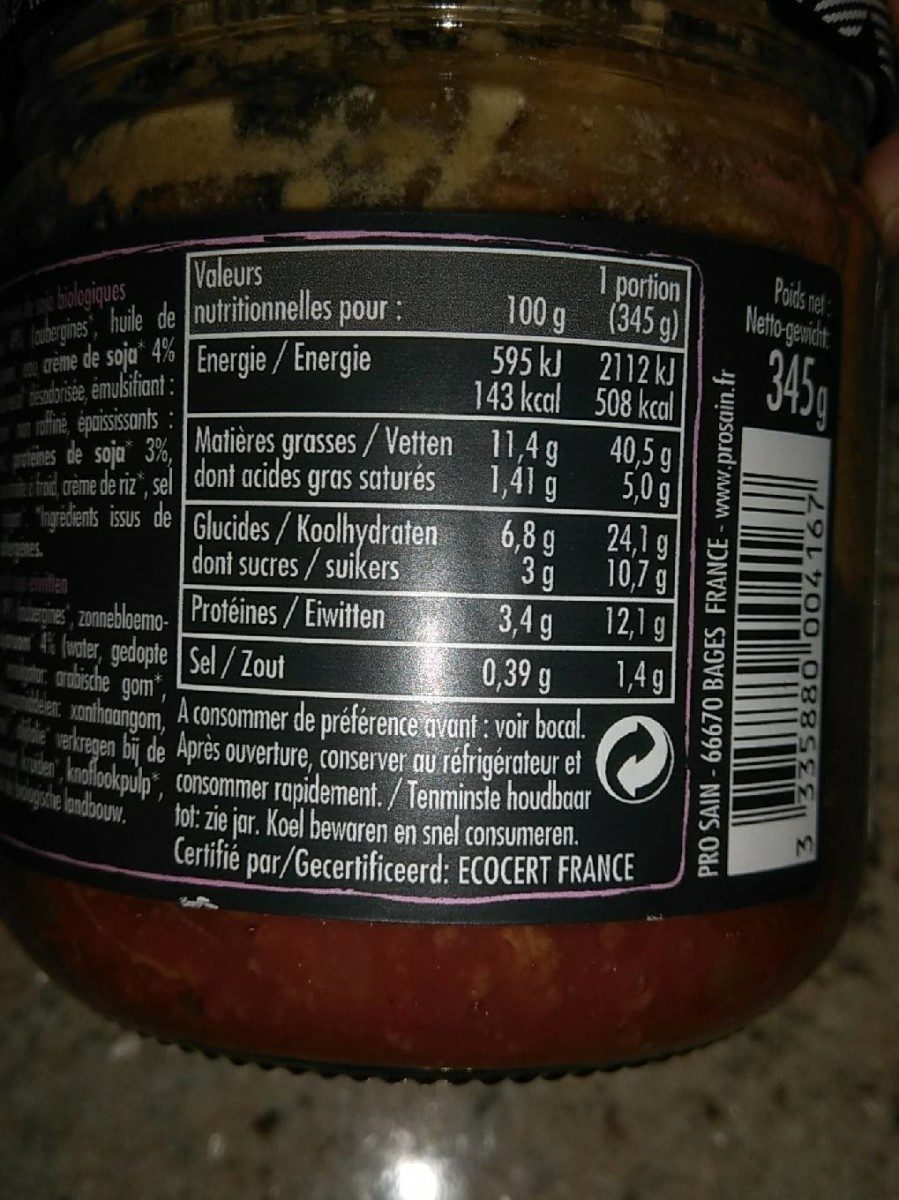 de soja biologiques
aubergines*, huile de
eau, crème de soja* 4%
désodorisée, émulsifiant :
non raffiné, épaississants :
protéines de soja* 3%,
froid, crème de riz*, sel
*Ingrédients issus de
aubergines*, zonnebloemo-
4% (water, gedopte
arabische gom*,
xanthaangom,
verkregen bij de
kruiden*, knoflookpulp*,
biologische landbouw.
Valeurs
nutritionnelles pour : 100 g 1 portion (345 g)
Energie / Energie 595 kJ 2112 kJ
143 kcal 508 kcal
Matières grasses / Vetten 11,4 g 40,5 g
dont acides gras saturés 1,41 g 5,0 g
Glucides / Koolhydraten 6,8 g 24,1 g
dont sucres / suikers 3 g 10,7 g
Protéines / Eiwitten 3,4 g 12,1 g
Sel / Zout 0,39 g 1,4 g
A consommer de préférence avant : voir bocal.
Après ouverture, conserver au réfrigérateur et
consommer rapidement. / Tenminste houdbaar
tot: zie jar. Koel bewaren en snel consumeren.
Certifié par/Gecertificeerd: ECOCERT FRANCE
PRO SAIN - 66670 BAGES FRANCE - www.prosain.fr
Poids net :
Netto-gewicht:
345 g
3 335880 004167